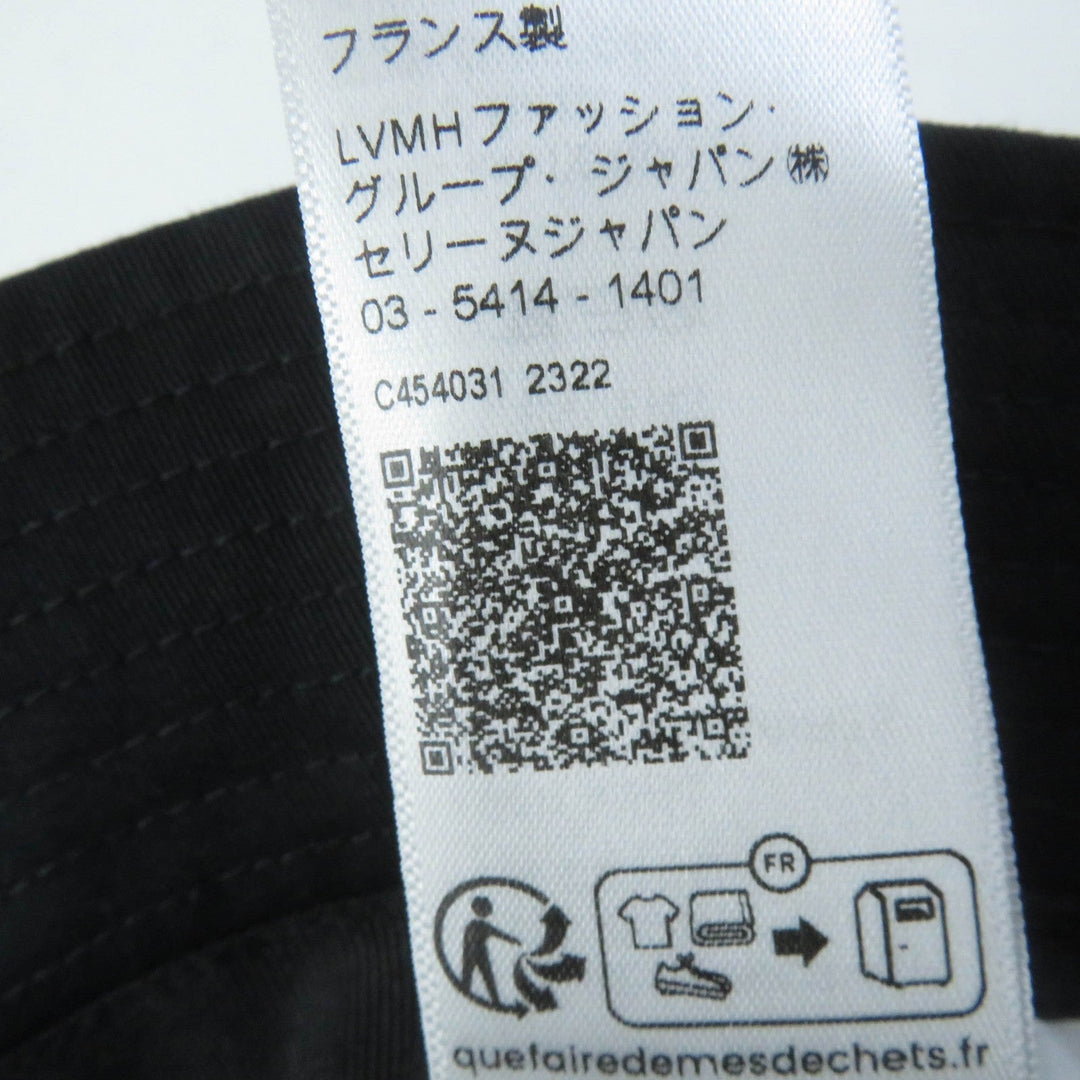 フランス製
LVMHファッション・
グループ・ジャパン㈱
セリーヌジャパン
03 - 5414 - 1401
C454031 2322
FR
quefairedemesdechets.fr